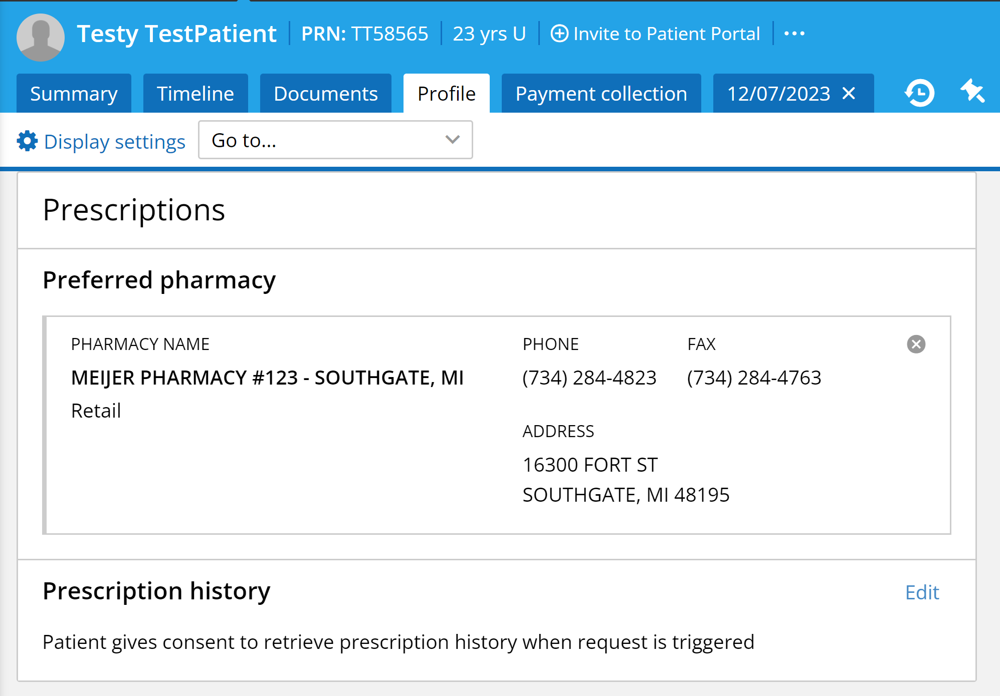 Testy TestPatient PRN: TT58565 23 yrs U Invite to Patient Portal ...
Summary Timeline Documents Profile Payment collection 12/07/2023
Display settings Go to...
Prescriptions
Preferred pharmacy
PHARMACY NAME PHONE FAX
MEIJER PHARMACY #123 - SOUTHGATE, MI (734) 284-4823 (734) 284-4763
Retail
ADDRESS
16300 FORT ST
SOUTHGATE, MI 48195
Prescription history Edit
Patient gives consent to retrieve prescription history when request is triggered